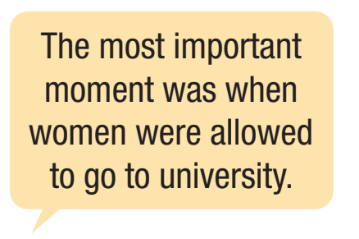 The most important
moment was when
women were allowed
to go to university.